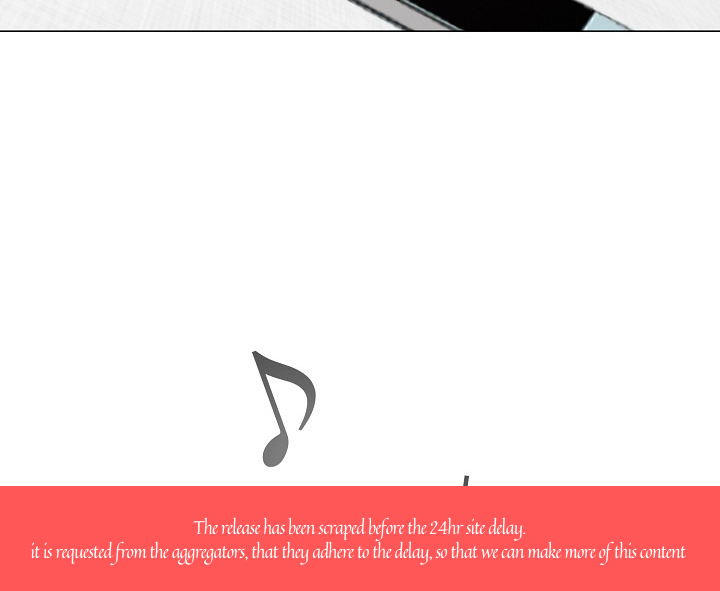 The release has been scraped before the 24hr site delay.
it is requested from the aggregators, that they adhere to the delay, so that we can make more of this content